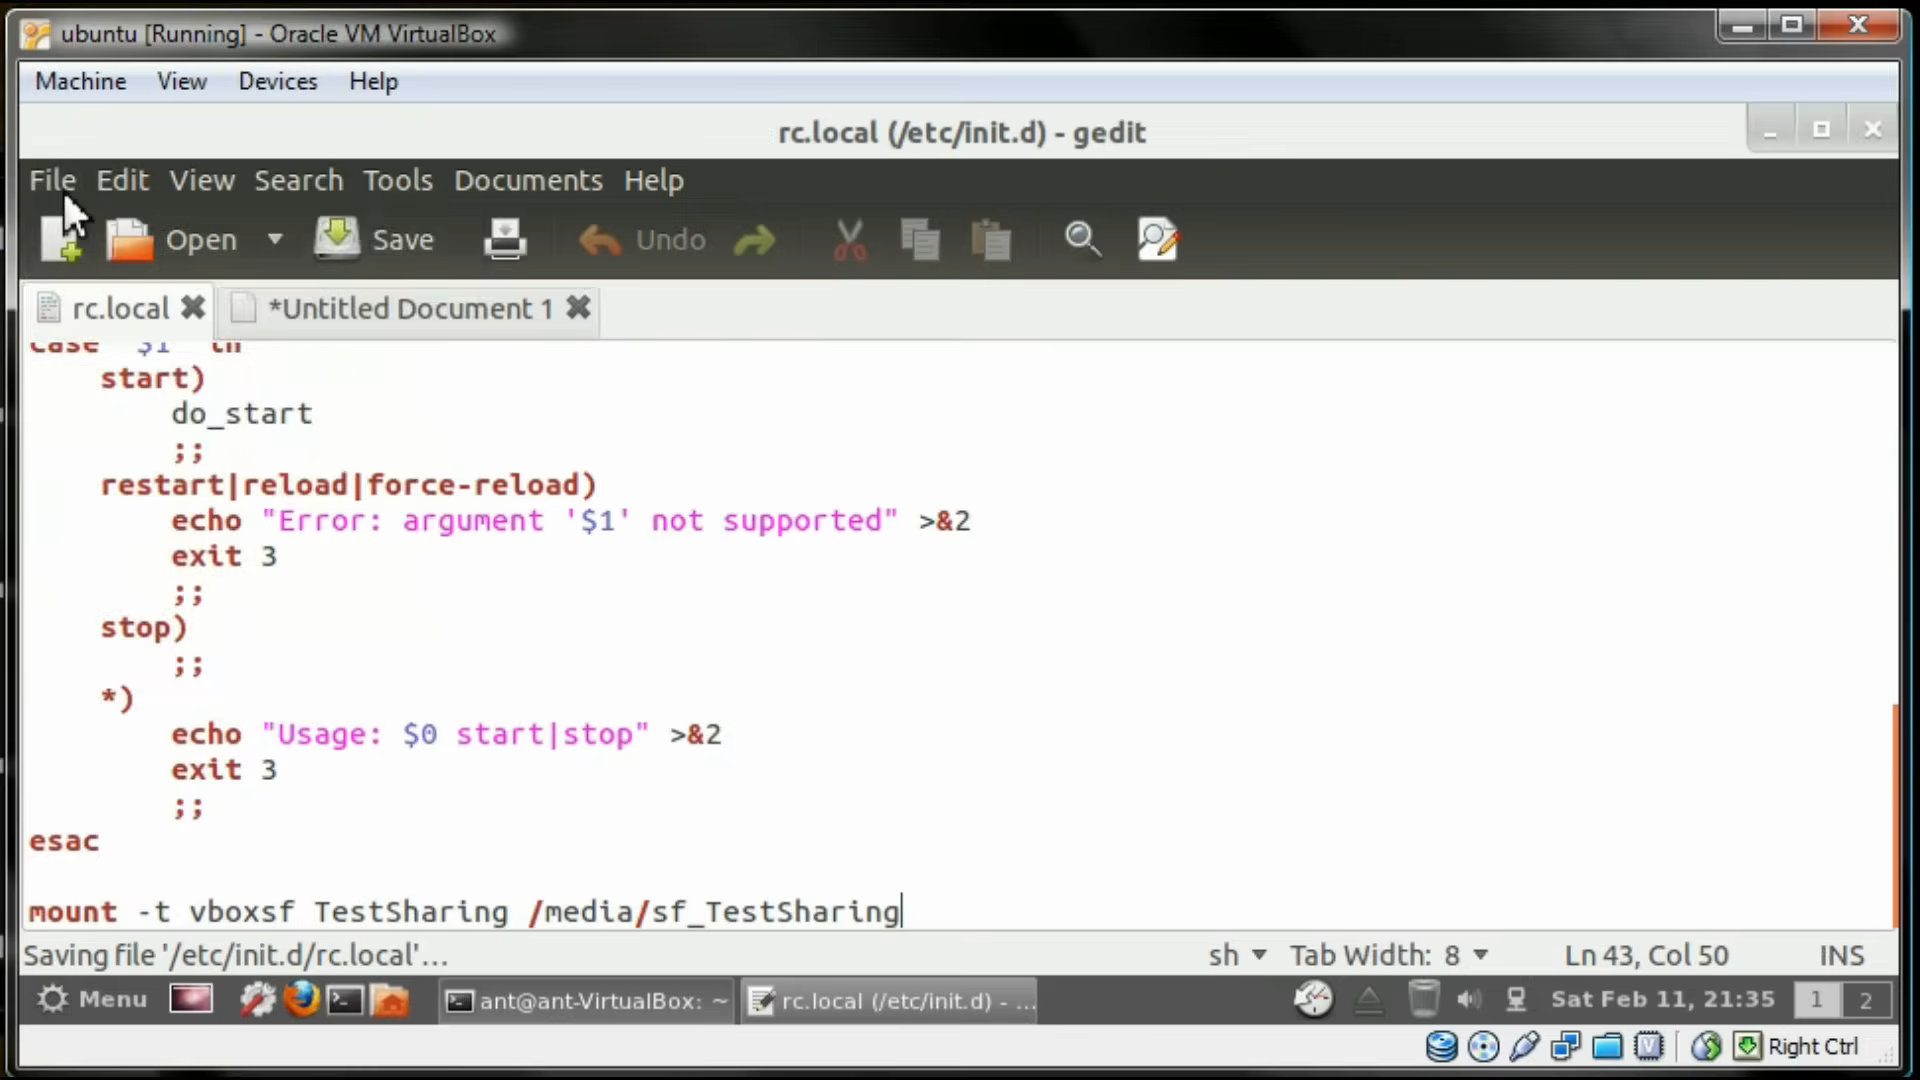 ubuntu [Running] - Oracle VM VirtualBox
Machine View Devices Help
rc.local (/etc/init.d) - gedit
File Edit View Search Tools Documents Help
Open Save Undo
rc.local *Untitled Document 1
case "$1" in
start)
do_start
;;
restart|reload|force-reload)
echo "Error: argument '$1' not supported" >&2
exit 3
;;
stop)
;;
*)
echo "Usage: $0 start|stop" >&2
exit 3
;;
esac
mount -t vboxsf TestSharing /media/sf_TestSharing
Saving file '/etc/init.d/rc.local'... sh Tab Width: 8 Ln 43, Col 50 INS
Menu ant@ant-VirtualBox: ~ rc.local (/etc/init.d) - ... Sat Feb 11, 21:35 1 2
Right Ctrl